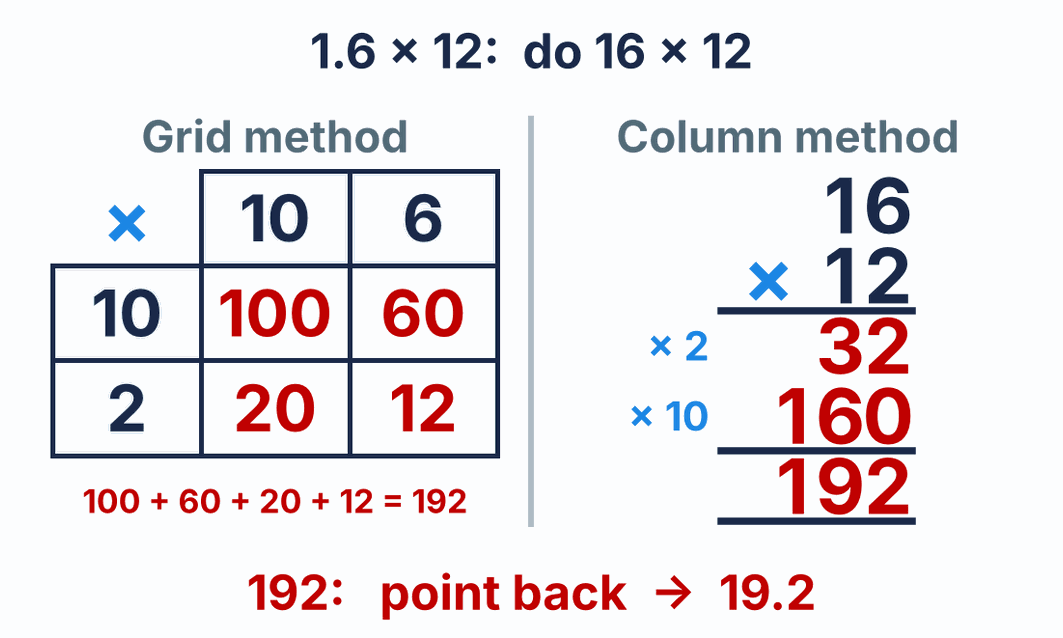 1.6 × 12: do 16 × 12
Grid method
× 10 6
10 100 60
2 20 12
100 + 60 + 20 + 12 = 192
Column method
16
× 12
× 2 32
× 10 160
192
192: point back → 19.2